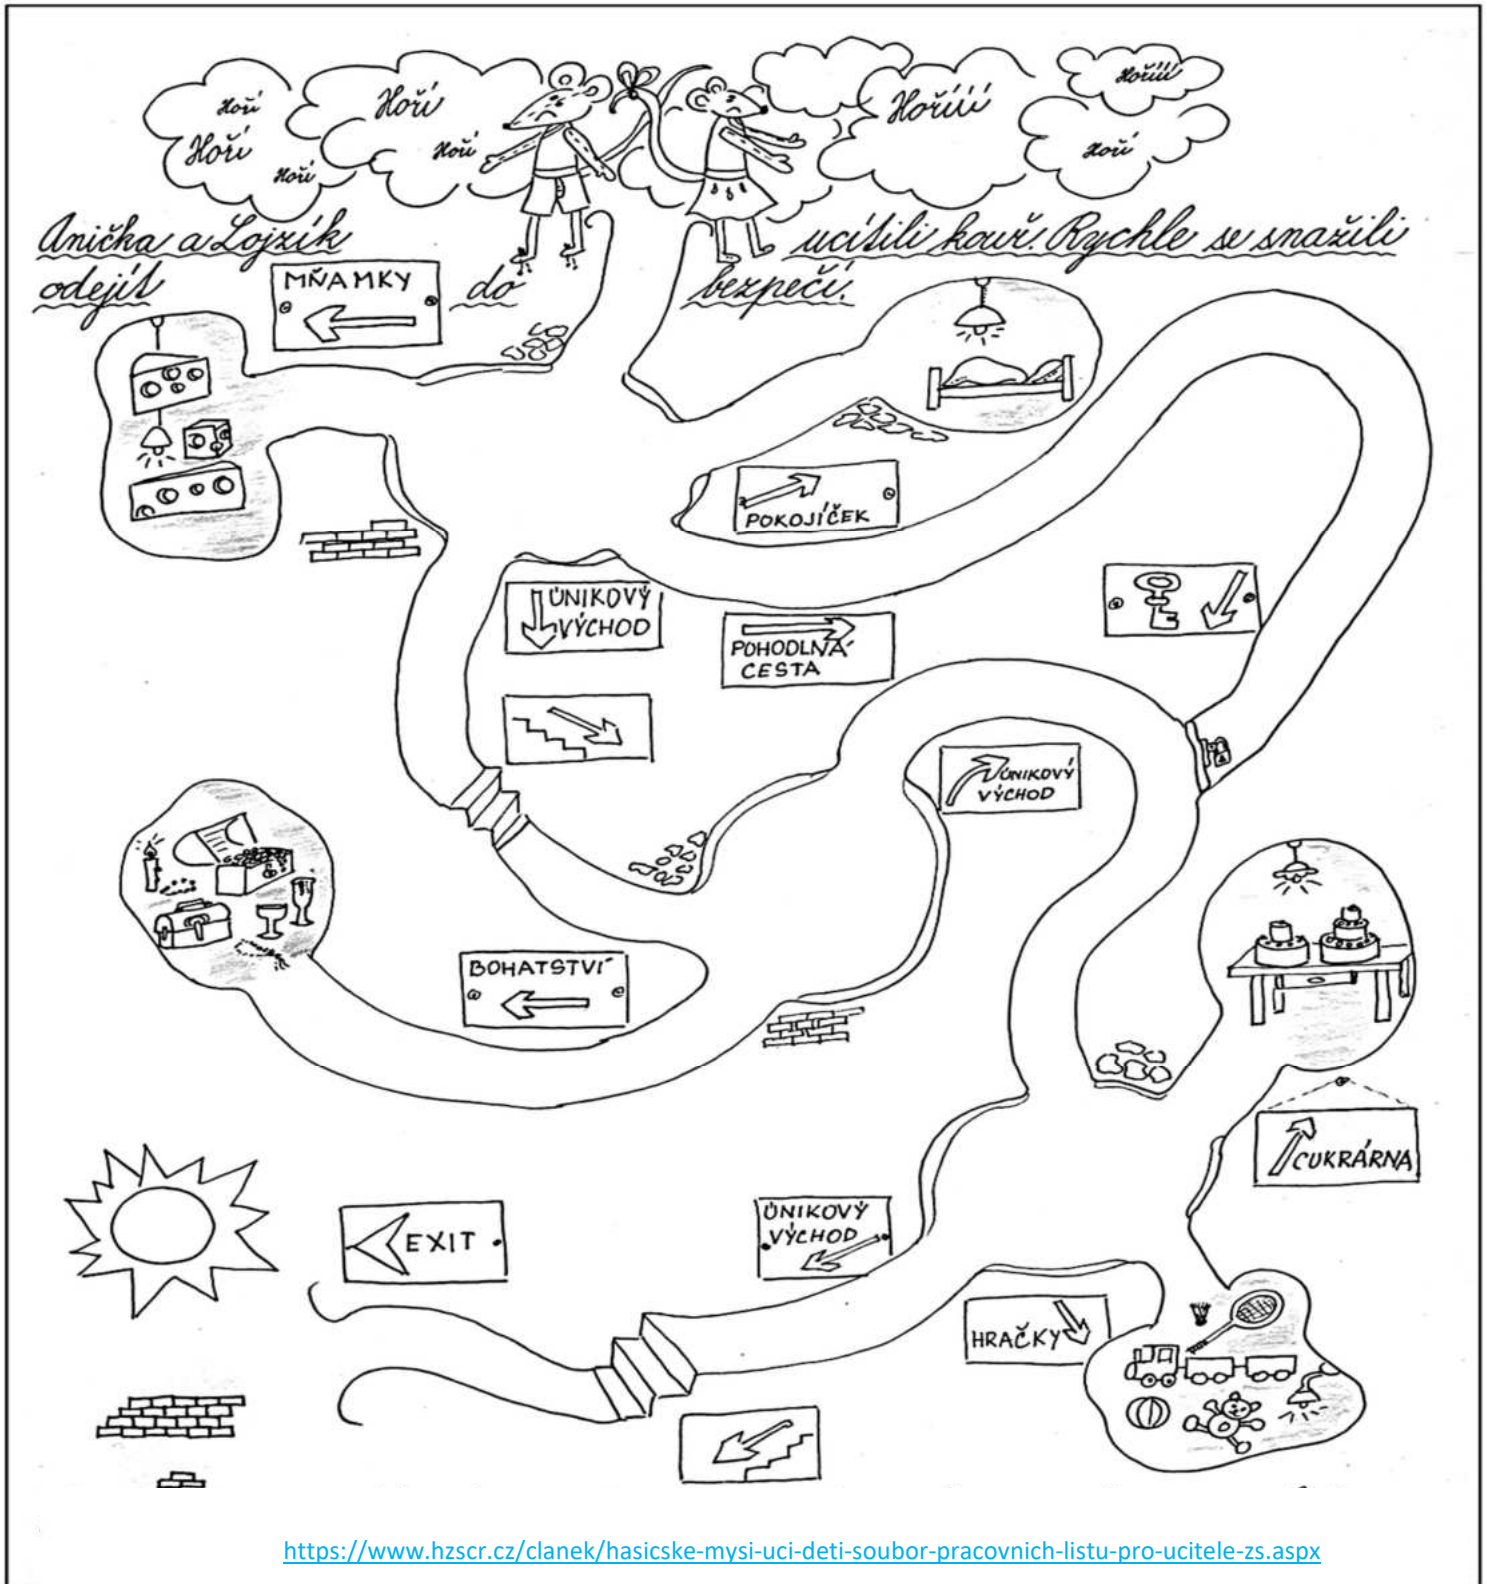 Hoří
Hoří
Hoří
Hoří
Hoří
Hořííí
Hořííí
Hoří
Anička a Lojzík ucítili kouř. Rychle se snažili
odejít do bezpečí.
MŇAMKY
POKOJÍČEK
ÚNIKOVÝ
VÝCHOD
POHODLNÁ
CESTA
ÚNIKOVÝ
VÝCHOD
BOHATSTVÍ
CUKRÁRNA
EXIT
ÚNIKOVÝ
VÝCHOD
HRAČKY
https://www.hzscr.cz/clanek/hasicske-mysi-uci-deti-soubor-pracovnich-listu-pro-ucitele-zs.aspx